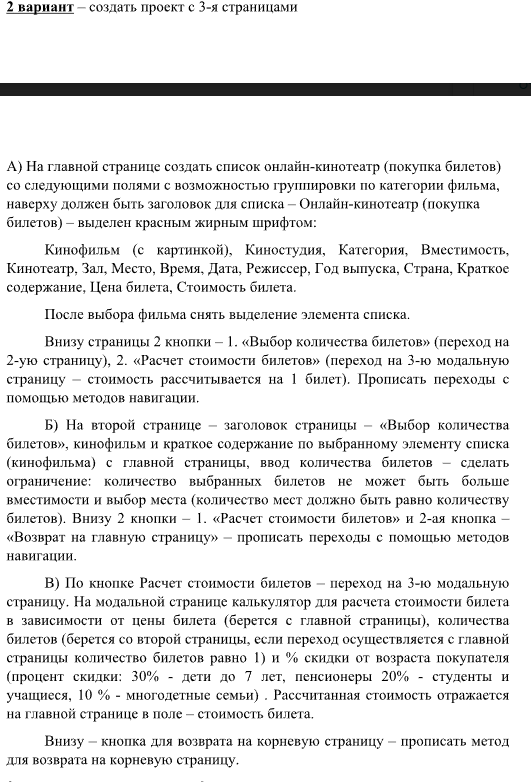 2 вариант – создать проект с 3-я страницами
А) На главной странице создать список онлайн-кинотеатр (покупка билетов)
со следующими полями с возможностью группировки по категории фильма,
наверху должен быть заголовок для списка – Онлайн-кинотеатр (покупка
билетов) – выделен красным жирным шрифтом:
Кинофильм (с картинкой), Киностудия, Категория, Вместимость,
Кинотеатр, Зал, Место, Время, Дата, Режиссер, Год выпуска, Страна, Краткое
содержание, Цена билета, Стоимость билета.
После выбора фильма снять выделение элемента списка.
Внизу страницы 2 кнопки – 1. «Выбор количества билетов» (переход на
2-ую страницу), 2. «Расчет стоимости билетов» (переход на 3-ю модальную
страницу – стоимость рассчитывается на 1 билет). Прописать переходы с
помощью методов навигации.
Б) На второй странице – заголовок страницы – «Выбор количества
билетов», кинофильм и краткое содержание по выбранному элементу списка
(кинофильма) с главной страницы, ввод количества билетов – сделать
ограничение: количество выбранных билетов не может быть больше
вместимости и выбор места (количество мест должно быть равно количеству
билетов). Внизу 2 кнопки – 1. «Расчет стоимости билетов» и 2-ая кнопка –
«Возврат на главную страницу» – прописать переходы с помощью методов
навигации.
В) По кнопке Расчет стоимости билетов – переход на 3-ю модальную
страницу. На модальной странице калькулятор для расчета стоимости билета
в зависимости от цены билета (берется с главной страницы), количества
билетов (берется со второй страницы, если переход осуществляется с главной
страницы количество билетов равно 1) и % скидки от возраста покупателя
(процент скидки: 30% - дети до 7 лет, пенсионеры 20% - студенты и
учащиеся, 10 % - многодетные семьи) . Рассчитанная стоимость отражается
на главной странице в поле – стоимость билета.
Внизу – кнопка для возврата на корневую страницу – прописать метод
для возврата на корневую страницу.